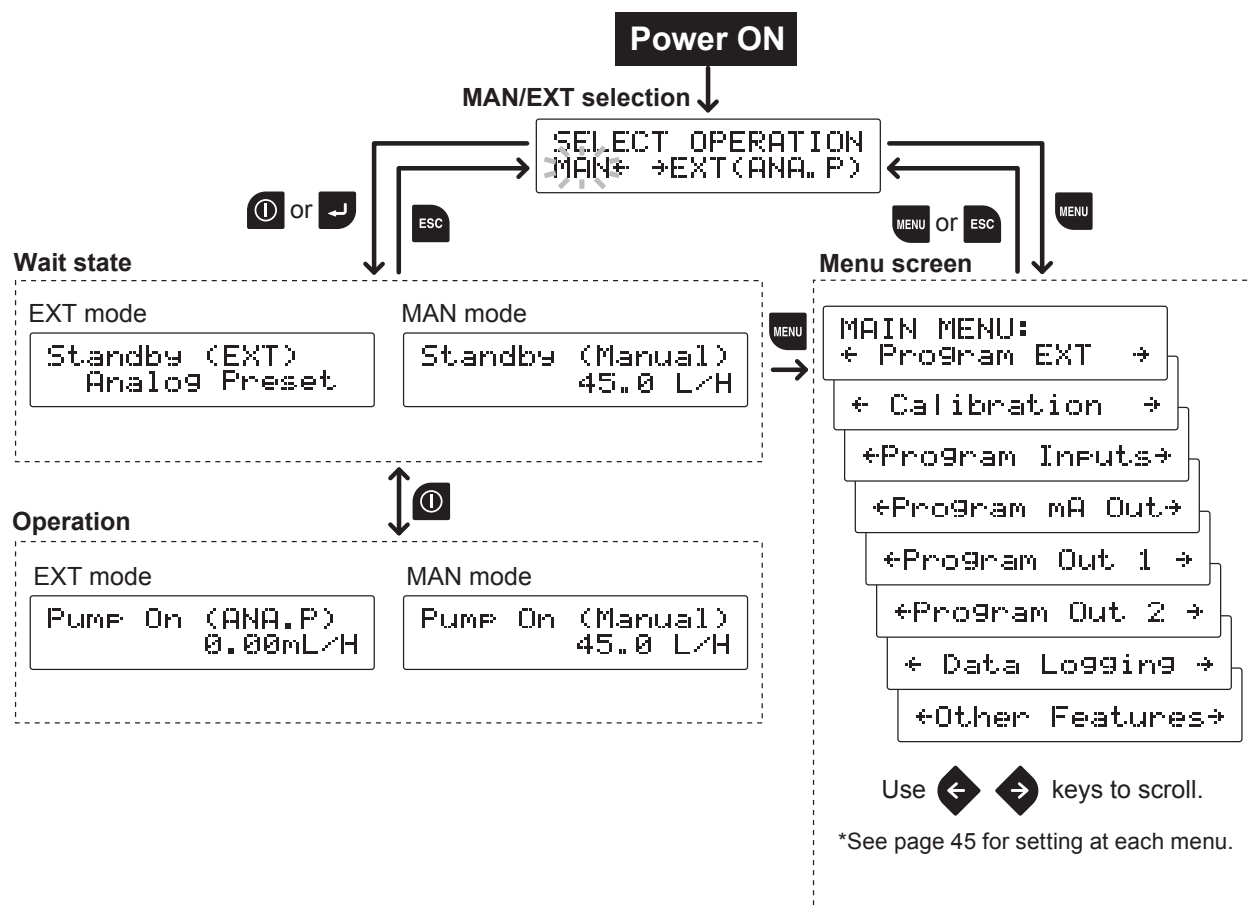 Power ON
MAN/EXT selection
SELECT OPERATION
MAN← →EXT(ANA.P)
or
ESC
MENU or ESC
MENU
Wait state
EXT mode
Standby (EXT)
Analog Preset
MAN mode
Standby (Manual)
45.0 L/H
MENU
Operation
EXT mode
Pump On (ANA.P)
0.00mL/H
MAN mode
Pump On (Manual)
45.0 L/H
Menu screen
MAIN MENU:
← Program EXT →
← Calibration →
←Program Inputs→
←Program mA Out→
←Program Out 1 →
←Program Out 2 →
← Data Logging →
←Other Features→
Use ← → keys to scroll.
*See page 45 for setting at each menu.